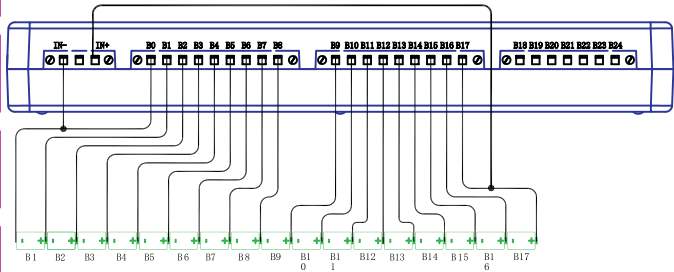 IN- IN+ B0 B1 B2 B3 B4 B5 B6 B7 B8 B9 B10 B11 B12 B13 B14 B15 B16 B17 B18 B19 B20 B21 B22 B23 B24
- + - + - + - + - + - + - + - + - + - + - + - + - + - + - + - + - +
B1 B2 B3 B4 B5 B6 B7 B8 B9 B1 B1 B12 B13 B14 B15 B1 B17
0 1 6